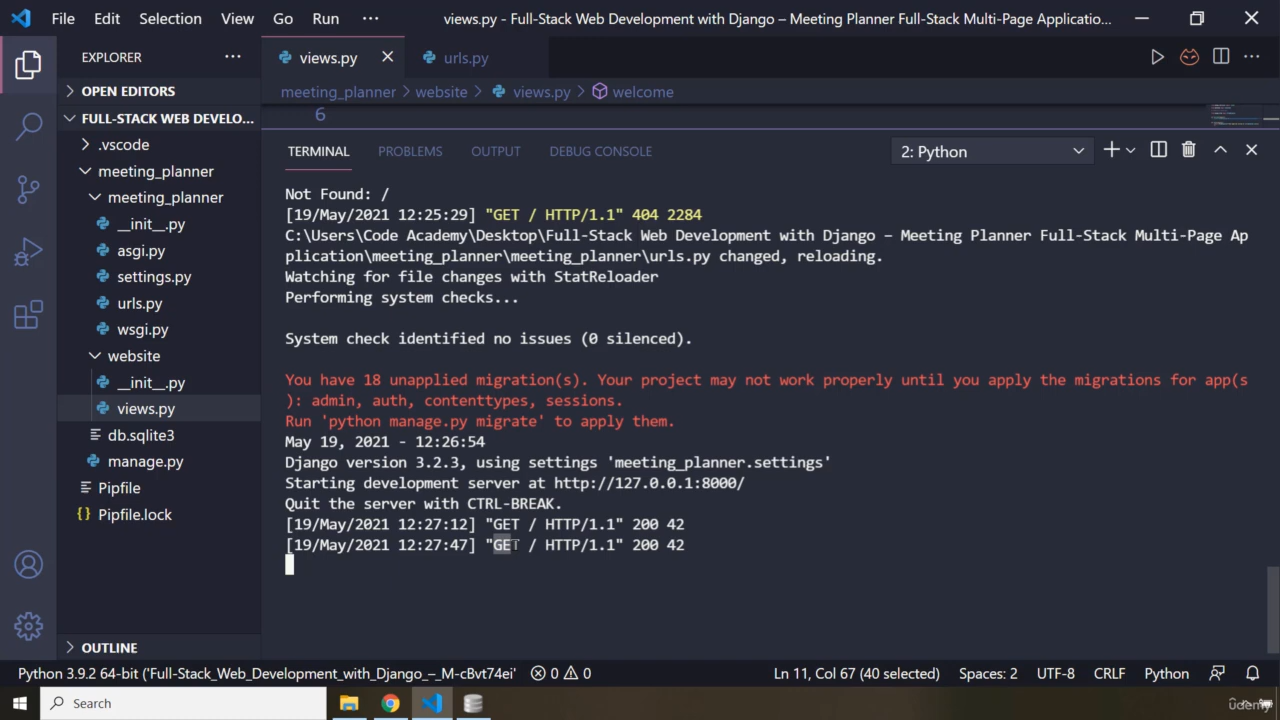 File Edit Selection View Go Run ··· views.py - Full-Stack Web Development with Django – Meeting Planner Full-Stack Multi-Page Applicatio...
EXPLORER ···
views.py
urls.py
OPEN EDITORS
meeting_planner > website > views.py > welcome
FULL-STACK WEB DEVELO...
6
.vscode
meeting_planner
meeting_planner
__init__.py
asgi.py
settings.py
urls.py
wsgi.py
website
__init__.py
views.py
db.sqlite3
manage.py
Pipfile
{} Pipfile.lock
OUTLINE
TERMINAL PROBLEMS OUTPUT DEBUG CONSOLE 2: Python
Not Found: /
[19/May/2021 12:25:29] "GET / HTTP/1.1" 404 2284
C:\Users\Code Academy\Desktop\Full-Stack Web Development with Django – Meeting Planner Full-Stack Multi-Page Ap
plication\meeting_planner\meeting_planner\urls.py changed, reloading.
Watching for file changes with StatReloader
Performing system checks...
System check identified no issues (0 silenced).
You have 18 unapplied migration(s). Your project may not work properly until you apply the migrations for app(s
): admin, auth, contenttypes, sessions.
Run 'python manage.py migrate' to apply them.
May 19, 2021 - 12:26:54
Django version 3.2.3, using settings 'meeting_planner.settings'
Starting development server at http://127.0.0.1:8000/
Quit the server with CTRL-BREAK.
[19/May/2021 12:27:12] "GET / HTTP/1.1" 200 42
[19/May/2021 12:27:47] "GET / HTTP/1.1" 200 42
Python 3.9.2 64-bit ('Full-Stack_Web_Development_with_Django_–_M-cBvt74ei' 0 0 Ln 11, Col 67 (40 selected) Spaces: 2 UTF-8 CRLF Python
Search
udemy